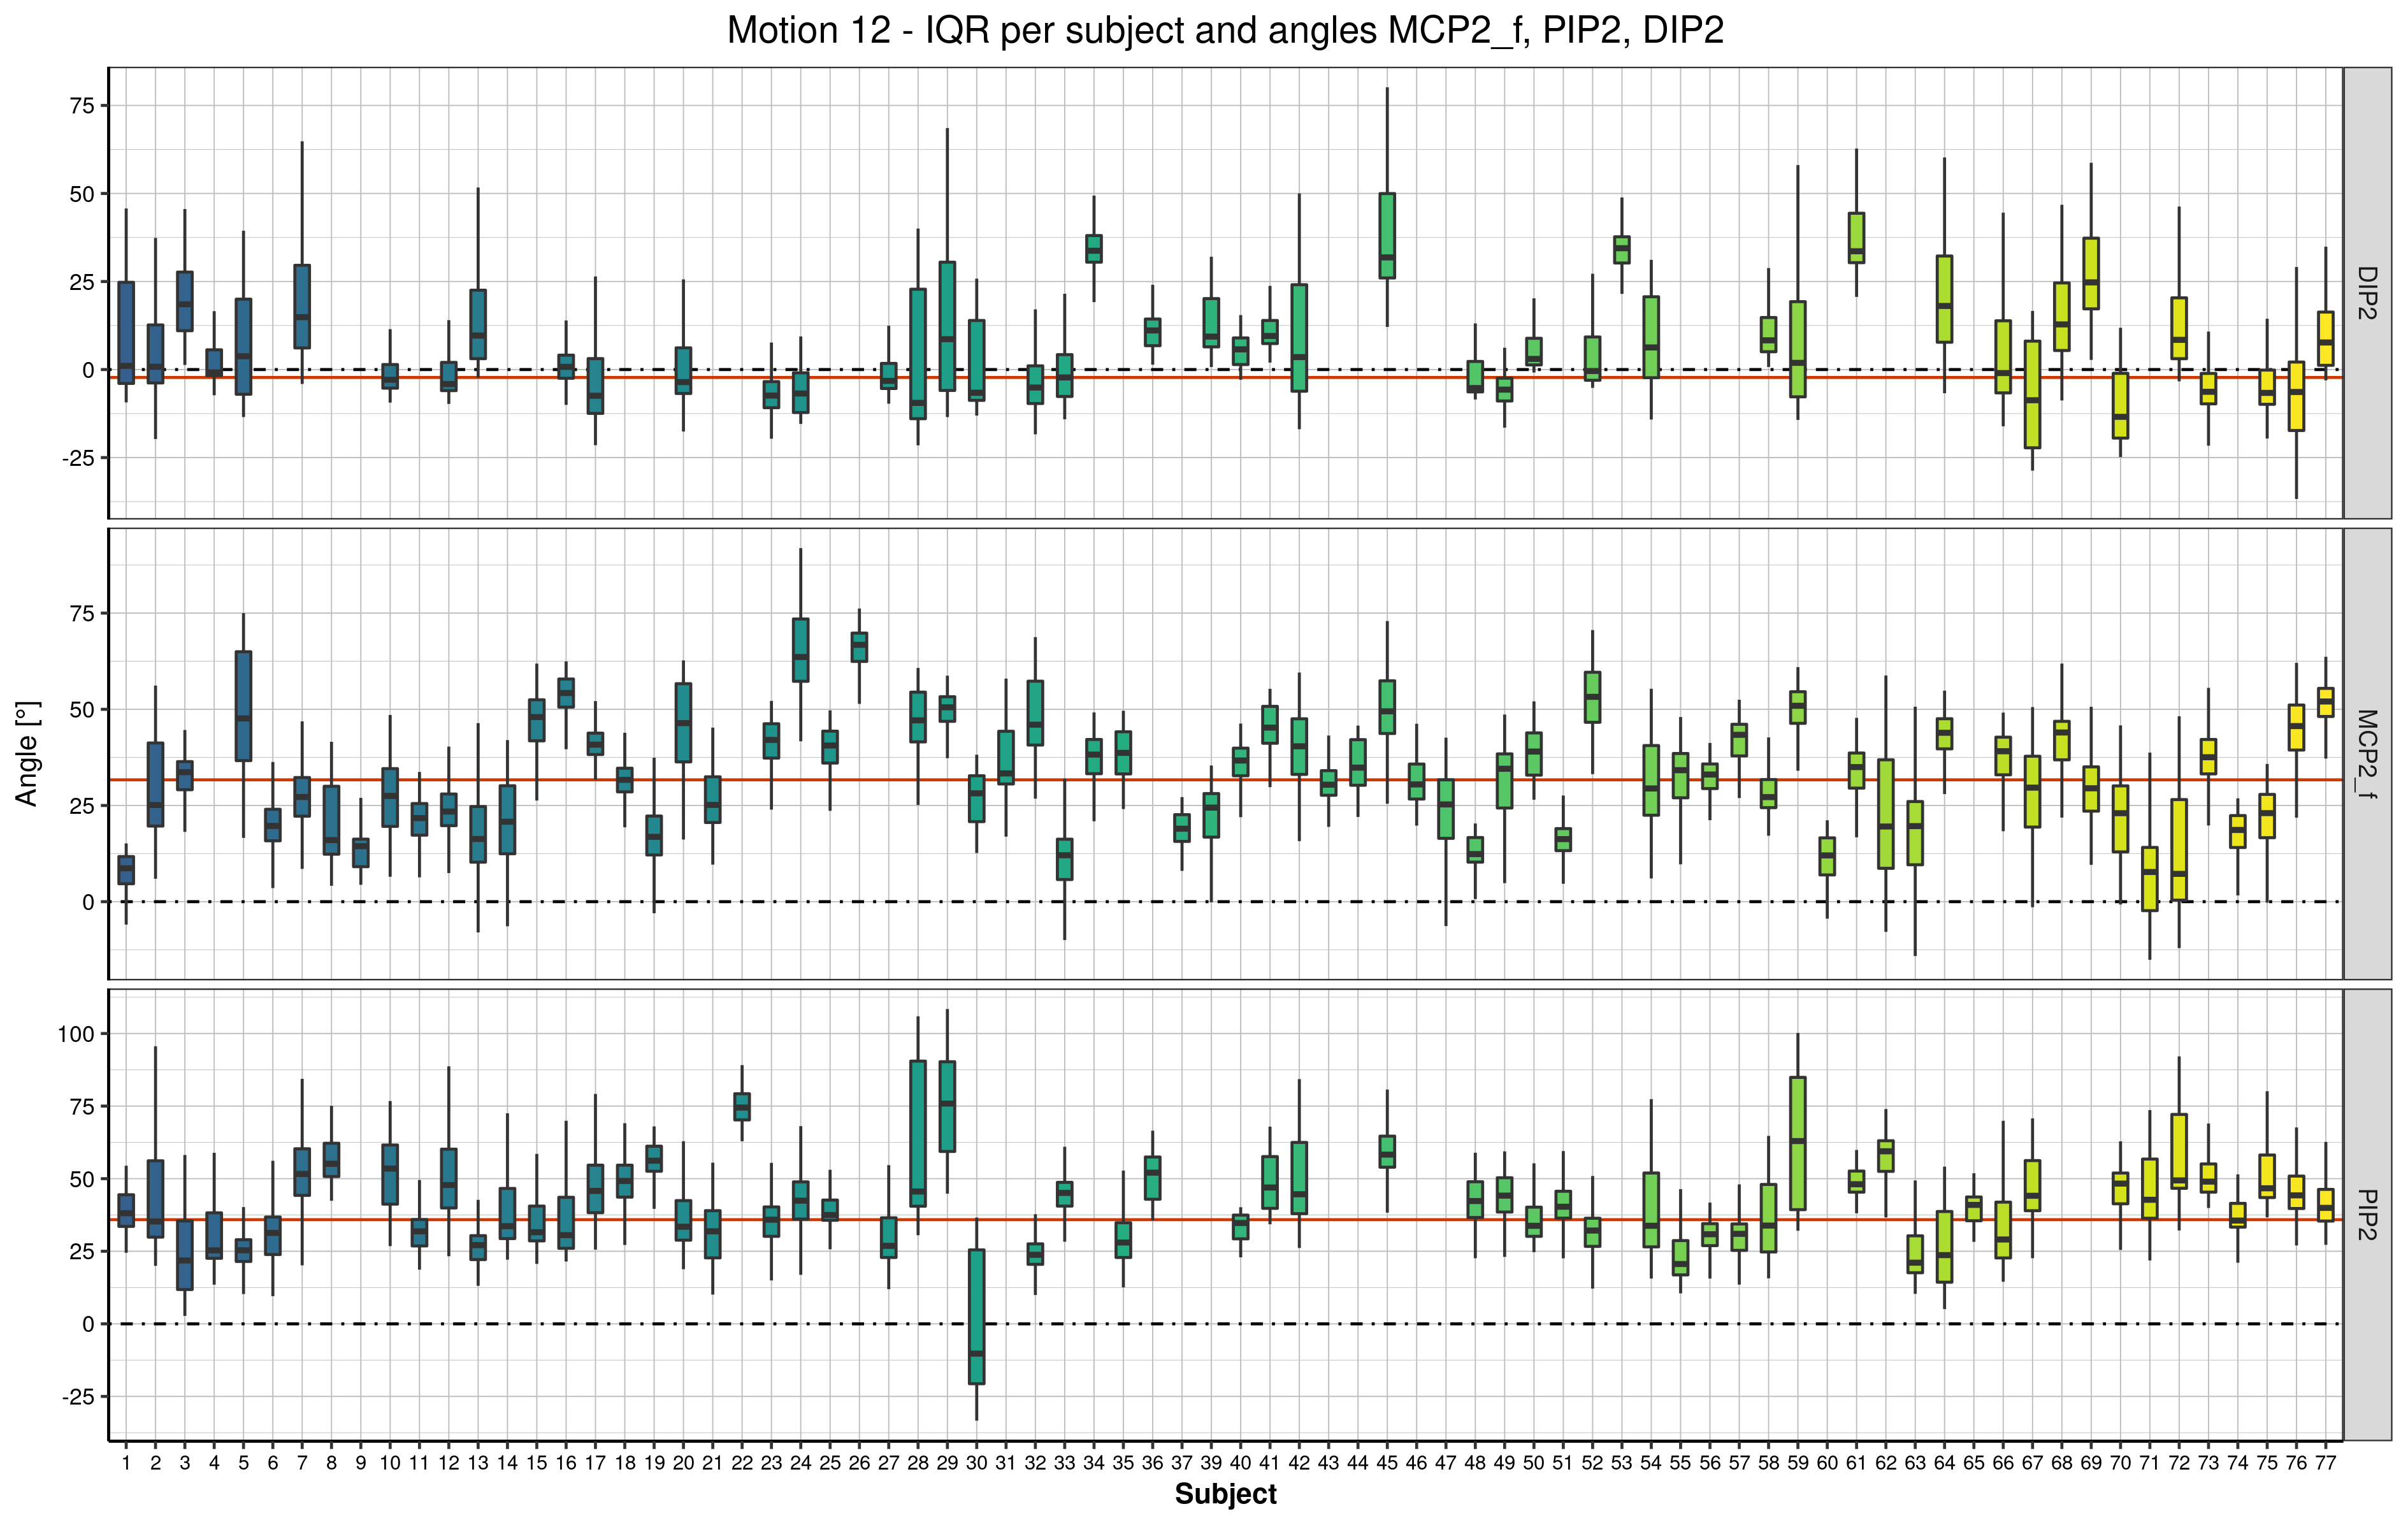 Motion 12 - IQR per subject and angles MCP2_f, PIP2, DIP2
75
50
25
0
-25
DIP2
Angle [°]
75
50
25
0
MCP2_f
100
75
50
25
0
-25
PIP2
1 2 3 4 5 6 7 8 9 10 11 12 13 14 15 16 17 18 19 20 21 22 23 24 25 26 27 28 29 30 31 32 33 34 35 36 37 39 40 41 42 43 44 45 46 47 48 49 50 51 52 53 54 55 56 57 58 59 60 61 62 63 64 65 66 67 68 69 70 71 72 73 74 75 76 77
Subject